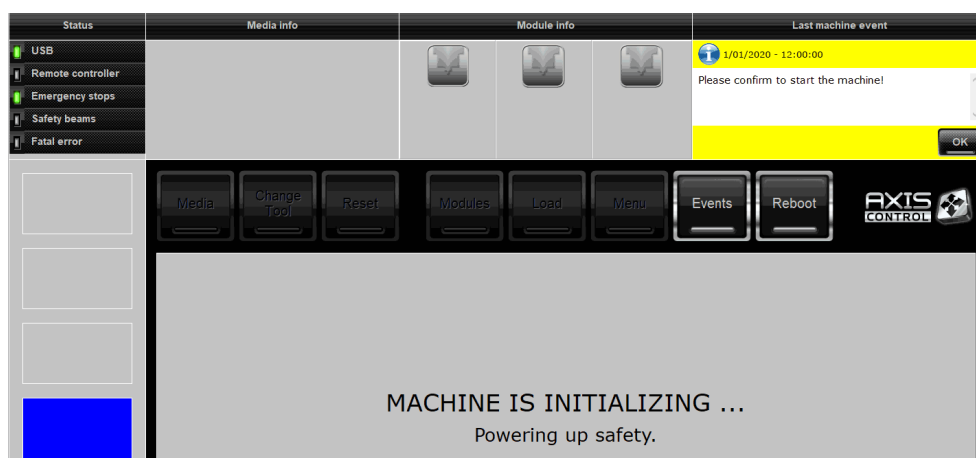 Status
Media info
Module info
Last machine event
USB
Remote controller
Emergency stops
Safety beams
Fatal error
1/01/2020 - 12:00:00
Please confirm to start the machine!
OK
Media
Change
Tool
Reset
Modules
Load
Menu
Events
Reboot
AXIS
CONTROL
MACHINE IS INITIALIZING ...
Powering up safety.